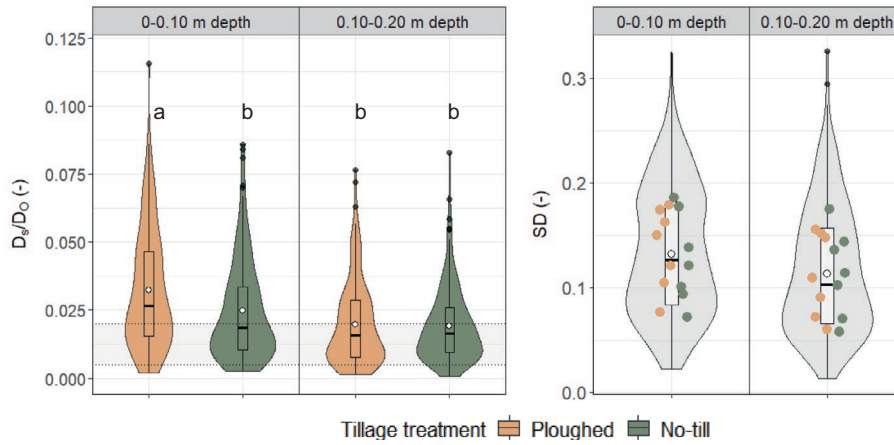 0-0.10 m depth
0.10-0.20 m depth
0.125
0.100
0.075
0.050
0.025
0.000
Ds/DO (-)
a
b
b
b
0-0.10 m depth
0.10-0.20 m depth
0.3
0.2
0.1
0.0
SD (-)
Tillage treatment Ploughed No-till